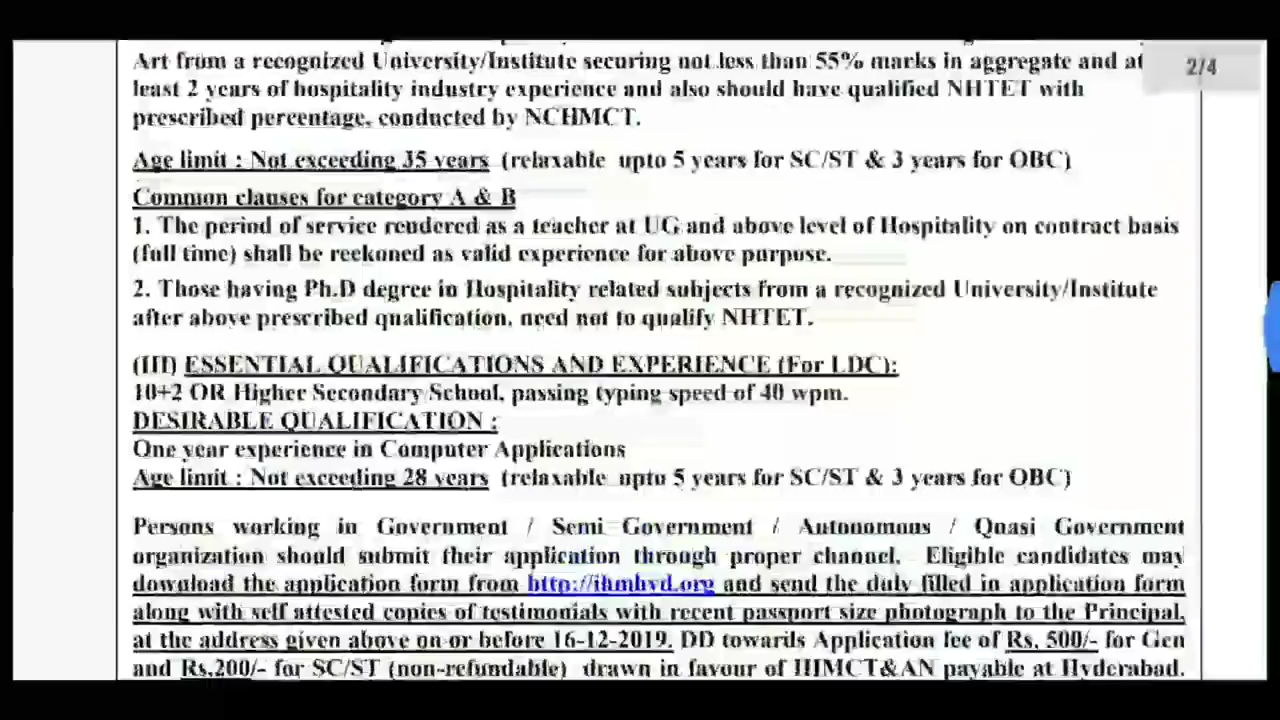 Art from a recognized University/Institute securing not less than 55% marks in aggregate and at
2/4
least 2 years of hospitality industry experience and also should have qualified NHTET with
prescribed percentage, conducted by NCHMCT.
Age limit : Not exceeding 35 years (relaxable upto 5 years for SC/ST & 3 years for OBC)
Common clauses for category A & B
1. The period of service rendered as a teacher at UG and above level of Hospitality on contract basis
(full time) shall be reckoned as valid experience for above purpose.
2. Those having Ph.D degree in Hospitality related subjects from a recognized University/Institute
after above prescribed qualification, need not to qualify NHTET.
(III) ESSENTIAL QUALIFICATIONS AND EXPERIENCE (For LDC):
10+2 OR Higher Secondary School, passing typing speed of 40 wpm.
DESIRABLE QUALIFICATION :
One year experience in Computer Applications
Age limit : Not exceeding 28 years (relaxable upto 5 years for SC/ST & 3 years for OBC)
Persons working in Government / Semi Government / Autonomous / Quasi Government
organization should submit their application through proper channel. Eligible candidates may
download the application form from http://ihmhyd.org and send the duly filled in application form
along with self attested copies of testimonials with recent passport size photograph to the Principal,
at the address given above on or before 16-12-2019. DD towards Application fee of Rs. 500/- for Gen
and Rs.200/- for SC/ST (non-refundable) drawn in favour of IHMCT&AN payable at Hyderabad.